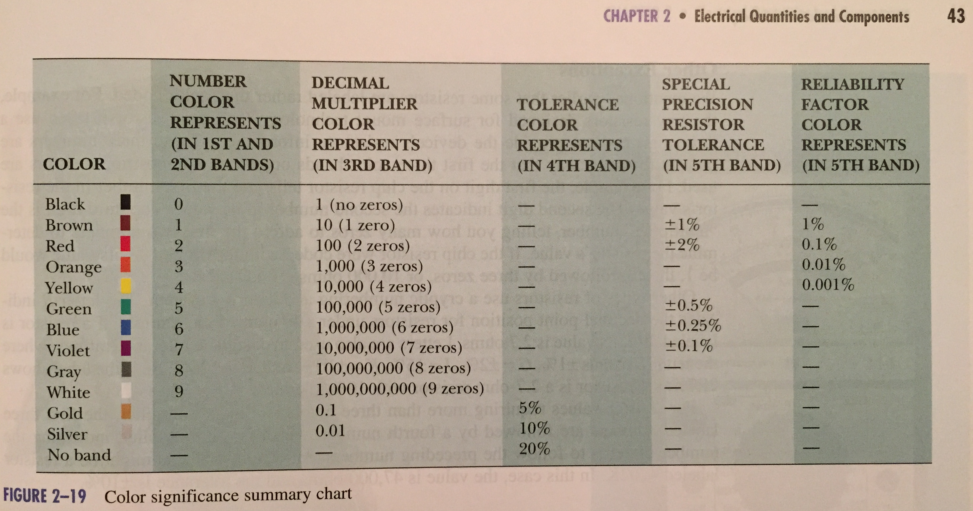 CHAPTER 2 • Electrical Quantities and Components 43
NUMBER COLOR REPRESENTS (IN 1ST AND 2ND BANDS)
DECIMAL MULTIPLIER COLOR REPRESENTS (IN 3RD BAND)
TOLERANCE COLOR REPRESENTS (IN 4TH BAND)
SPECIAL PRECISION RESISTOR TOLERANCE (IN 5TH BAND)
RELIABILITY FACTOR COLOR REPRESENTS (IN 5TH BAND)
COLOR
Black 0 1 (no zeros) — — —
Brown 1 10 (1 zero) — ±1% 1%
Red 2 100 (2 zeros) — ±2% 0.1%
Orange 3 1,000 (3 zeros) — — 0.01%
Yellow 4 10,000 (4 zeros) — — 0.001%
Green 5 100,000 (5 zeros) — ±0.5% —
Blue 6 1,000,000 (6 zeros) — ±0.25% —
Violet 7 10,000,000 (7 zeros) — ±0.1% —
Gray 8 100,000,000 (8 zeros) — — —
White 9 1,000,000,000 (9 zeros) — — —
Gold — 0.1 5% — —
Silver — 0.01 10% — —
No band — — 20% — —
FIGURE 2–19 Color significance summary chart